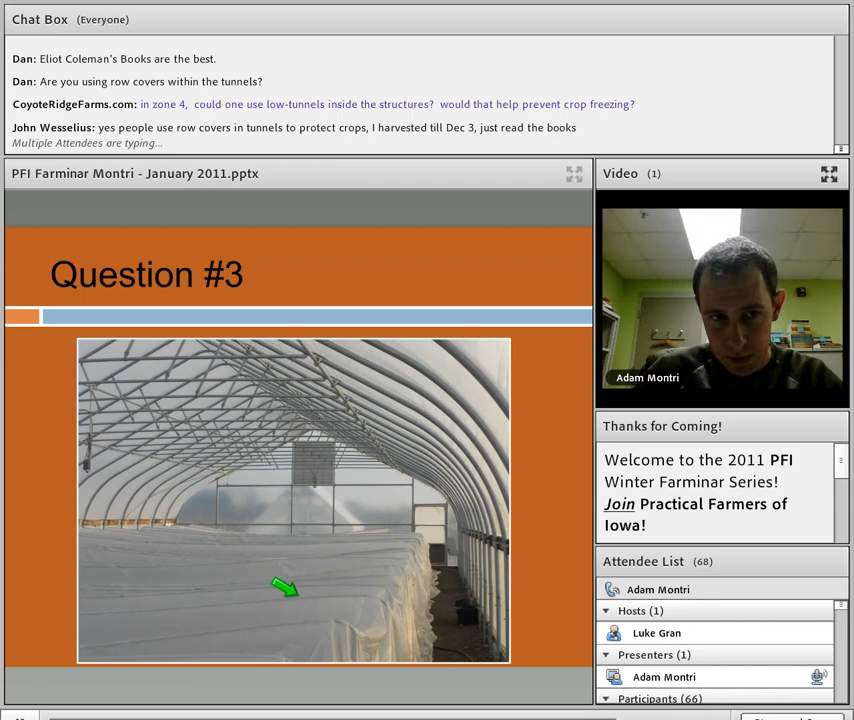 Chat Box (Everyone)
Dan: Eliot Coleman's Books are the best.
Dan: Are you using row covers within the tunnels?
CoyoteRidgeFarms.com: in zone 4, could one use low-tunnels inside the structures? would that help prevent crop freezing?
John Wesselius: yes people use row covers in tunnels to protect crops, I harvested till Dec 3, just read the books
Multiple Attendees are typing...
PFI Farminar Montri - January 2011.pptx
Question #3
Video (1)
Adam Montri
Thanks for Coming!
Welcome to the 2011 PFI
Winter Farminar Series!
Join Practical Farmers of
Iowa!
Attendee List (68)
Adam Montri
Hosts (1)
Luke Gran
Presenters (1)
Adam Montri
Participants (66)